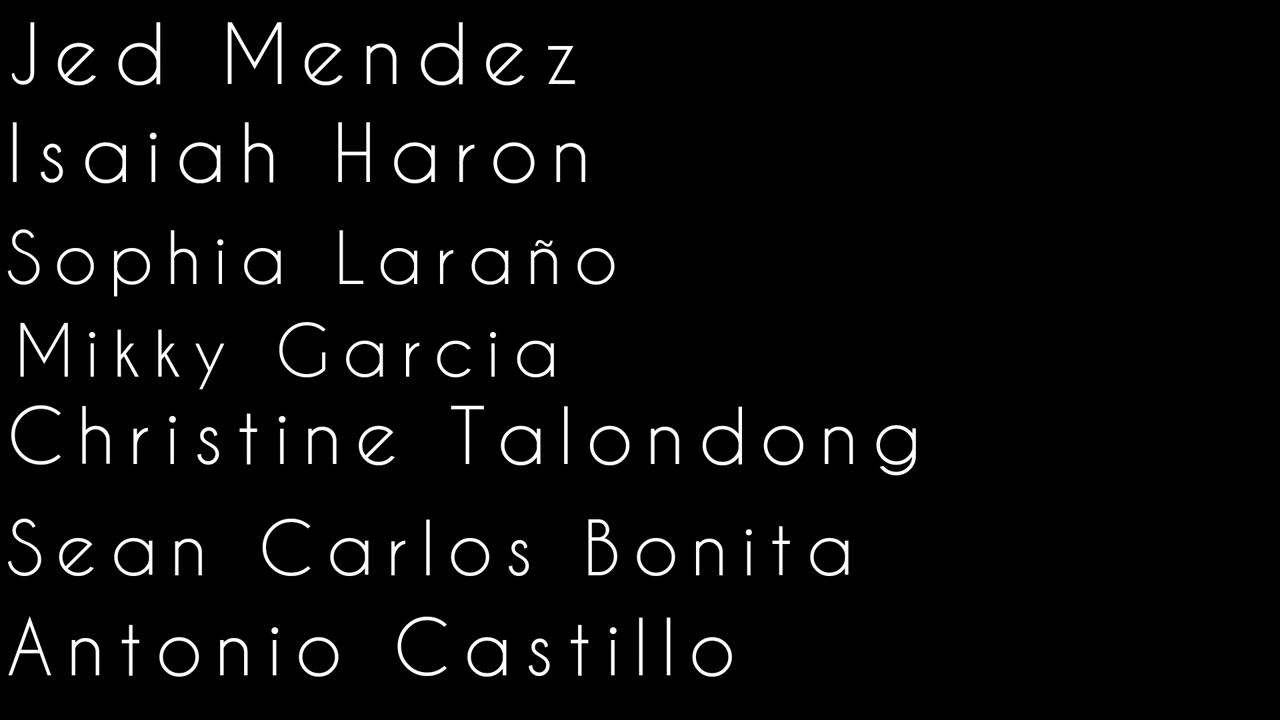 Jed Mendez
Isaiah Haron
Sophia Laraño
Mikky Garcia
Christine Talondong
Sean Carlos Bonita
Antonio Castillo